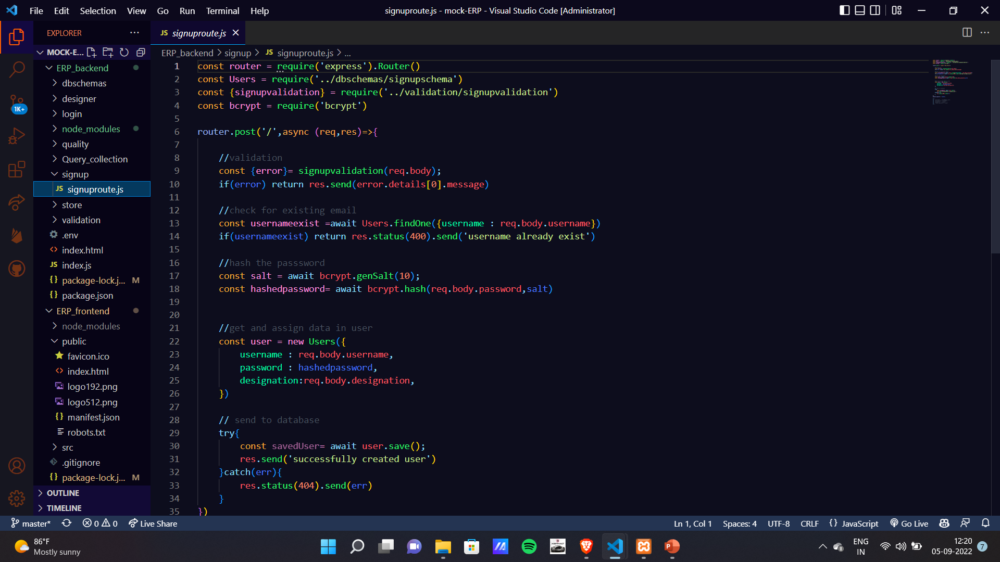 File Edit Selection View Go Run Terminal Help
signuproute.js - mock-ERP - Visual Studio Code [Administrator]
EXPLORER
MOCK-E...
ERP_backend
dbschemas
designer
login
node_modules
quality
Query_collection
signup
JS signuproute.js
store
validation
.env
index.html
JS index.js
{} package-lock.j... M
{} package.json
ERP_frontend
node_modules
public
favicon.ico
index.html
logo192.png
logo512.png
{} manifest.json
robots.txt
src
.gitignore
{} package-lock.j... M
OUTLINE
TIMELINE
1K+
JS signuproute.js
ERP_backend > signup > JS signuproute.js > ...
1 const router = require('express').Router()
2 const Users = require('../dbschemas/signupschema')
3 const {signupvalidation} = require('../validation/signupvalidation')
4 const bcrypt = require('bcrypt')
5
6 router.post('/',async (req,res)=>{
7
8 //validation
9 const {error}= signupvalidation(req.body);
10 if(error) return res.send(error.details[0].message)
11
12 //check for existing email
13 const usernameexist =await Users.findOne({username : req.body.username})
14 if(usernameexist) return res.status(400).send('username already exist')
15
16 //hash the passsword
17 const salt = await bcrypt.genSalt(10);
18 const hashedpassword= await bcrypt.hash(req.body.password,salt)
19
20
21 //get and assign data in user
22 const user = new Users({
23 username : req.body.username,
24 password : hashedpassword,
25 designation:req.body.designation,
26 })
27
28 // send to database
29 try{
30 const savedUser= await user.save();
31 res.send('successfully created user')
32 }catch(err){
33 res.status(404).send(err)
34 }
35 })
master* 0 0 Live Share
Ln 1, Col 1 Spaces: 4 UTF-8 CRLF {} JavaScript Go Live
86°F
Mostly sunny
ENG
IN
12:20
05-09-2022
7